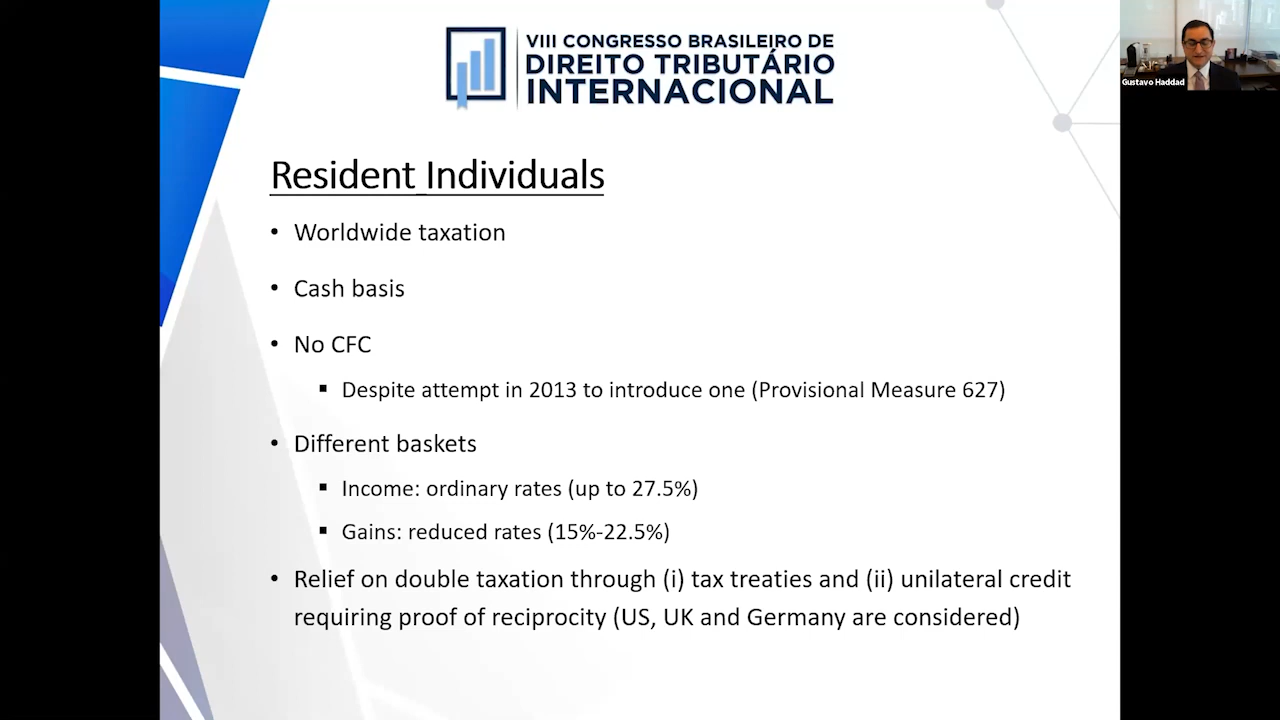 VIII CONGRESSO BRASILEIRO DE
DIREITO TRIBUTÁRIO
INTERNACIONAL
Gustavo Haddad
Resident Individuals
• Worldwide taxation
• Cash basis
• No CFC
▪ Despite attempt in 2013 to introduce one (Provisional Measure 627)
• Different baskets
▪ Income: ordinary rates (up to 27.5%)
▪ Gains: reduced rates (15%-22.5%)
• Relief on double taxation through (i) tax treaties and (ii) unilateral credit
requiring proof of reciprocity (US, UK and Germany are considered)